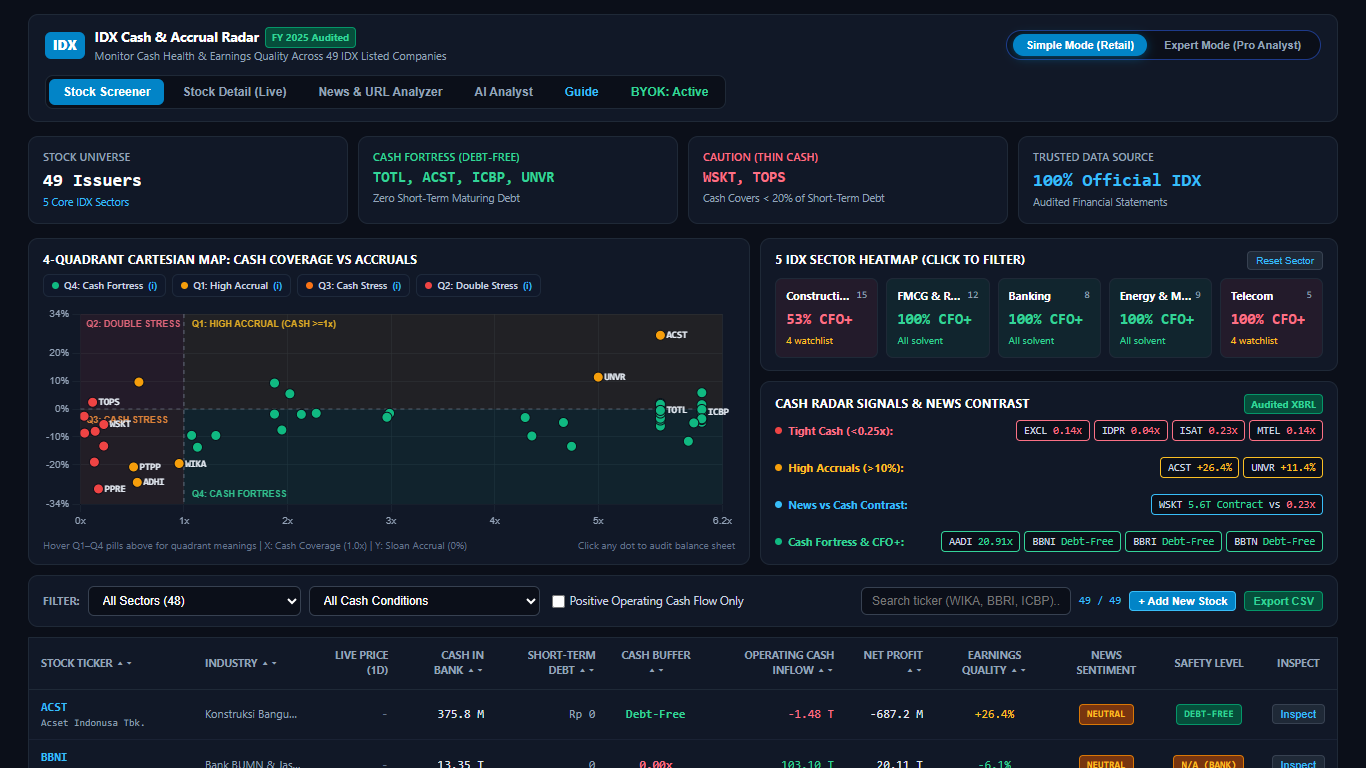 IDX
IDX Cash & Accrual Radar FY 2025 Audited
Monitor Cash Health & Earnings Quality Across 49 IDX Listed Companies
Simple Mode (Retail) Expert Mode (Pro Analyst)
Stock Screener Stock Detail (Live) News & URL Analyzer AI Analyst Guide BYOK: Active
STOCK UNIVERSE
49 Issuers
5 Core IDX Sectors
CASH FORTRESS (DEBT-FREE)
TOTL, ACST, ICBP, UNVR
Zero Short-Term Maturing Debt
CAUTION (THIN CASH)
WSKT, TOPS
Cash Covers < 20% of Short-Term Debt
TRUSTED DATA SOURCE
100% Official IDX
Audited Financial Statements
4-QUADRANT CARTESIAN MAP: CASH COVERAGE VS ACCRUALS
Q4: Cash Fortress (i) Q1: High Accrual (i) Q3: Cash Stress (i) Q2: Double Stress (i)
34%
Q2: DOUBLE STRESS Q1: HIGH ACCRUAL (CASH >=1x)
ACST
20%
UNVR
10%
TOPS
0%
TOTL ICBP
Q3: CASH STRESS
WSKT
-10%
-20%
PTPP WIKA
ADHI
PPRE
Q4: CASH FORTRESS
-34%
0x 1x 2x 3x 4x 5x 6.2x
Hover Q1–Q4 pills above for quadrant meanings | X: Cash Coverage (1.0x) | Y: Sloan Accrual (0%)
Click any dot to audit balance sheet
5 IDX SECTOR HEATMAP (CLICK TO FILTER) Reset Sector
Constructi... 15
53% CFO+
4 watchlist
FMCG & R... 12
100% CFO+
All solvent
Banking 8
100% CFO+
All solvent
Energy & M... 9
100% CFO+
All solvent
Telecom 5
100% CFO+
4 watchlist
CASH RADAR SIGNALS & NEWS CONTRAST Audited XBRL
Tight Cash (<0.25x): EXCL 0.14x IDPR 0.04x ISAT 0.23x MTEL 0.14x
High Accruals (>10%): ACST +26.4% UNVR +11.4%
News vs Cash Contrast: WSKT 5.6T Contract vs 0.23x
Cash Fortress & CFO+: AADI 20.91x BBNI Debt-Free BBRI Debt-Free BBTN Debt-Free
FILTER: All Sectors (48) All Cash Conditions Positive Operating Cash Flow Only Search ticker (WIKA, BBRI, ICBP).. 49 / 49 + Add New Stock Export CSV
STOCK TICKER INDUSTRY LIVE PRICE (1D) CASH IN BANK SHORT-TERM DEBT CASH BUFFER OPERATING CASH INFLOW NET PROFIT EARNINGS QUALITY NEWS SENTIMENT SAFETY LEVEL INSPECT
ACST
Acset Indonusa Tbk.
Konstruksi Bangu... - 375.8 M Rp 0 Debt-Free -1.48 T -687.2 M +26.4% NEUTRAL DEBT-FREE Inspect
BBNI
Bank BUMN & Jas... - 13.35 T 0 0.00x 103.10 T 20.11 T -6.1% NEUTRAL N/A (BANK) Inspect